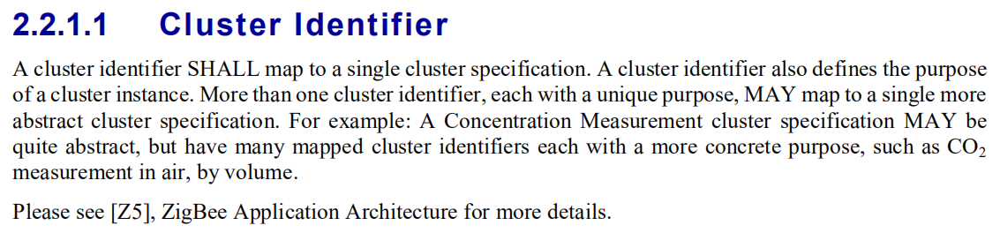 2.2.1.1 Cluster Identifier
A cluster identifier SHALL map to a single cluster specification. A cluster identifier also defines the purpose
of a cluster instance. More than one cluster identifier, each with a unique purpose, MAY map to a single more
abstract cluster specification. For example: A Concentration Measurement cluster specification MAY be
quite abstract, but have many mapped cluster identifiers each with a more concrete purpose, such as CO₂
measurement in air, by volume.
Please see [Z5], ZigBee Application Architecture for more details.